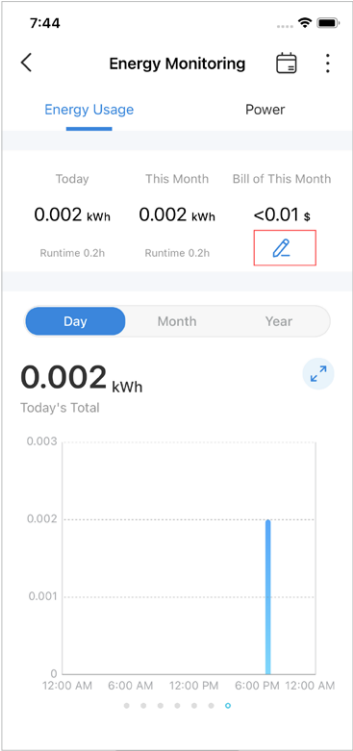 7:44
Energy Monitoring
Energy Usage Power
Today This Month Bill of This Month
0.002 kWh 0.002 kWh <0.01 $
Runtime 0.2h Runtime 0.2h
Day Month Year
0.002 kWh
Today's Total
0.003
0.002
0.001
0
12:00 AM 6:00 AM 12:00 PM 6:00 PM 12:00 AM